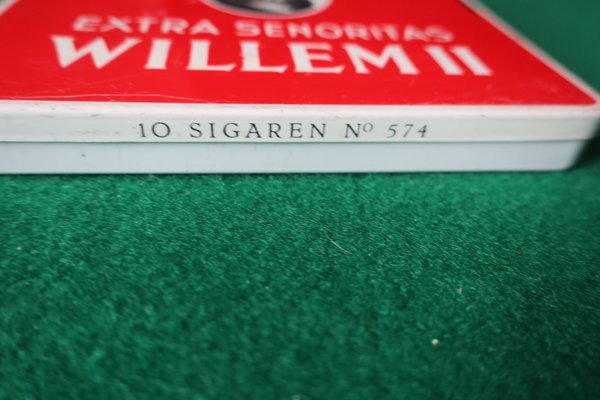 EXTRA SENORITAS
WILLEM II
10 SIGAREN Nº 574